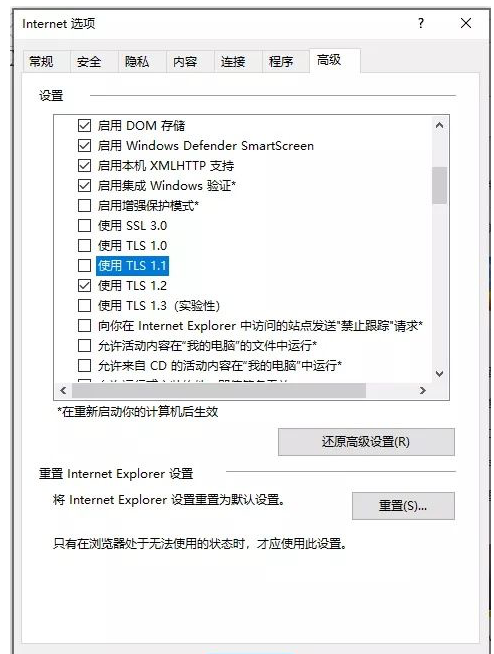 Internet 选项
?
常规 安全 隐私 内容 连接 程序 高级
设置
启用 DOM 存储
启用 Windows Defender SmartScreen
启用本机 XMLHTTP 支持
启用集成 Windows 验证*
启用增强保护模式*
使用 SSL 3.0
使用 TLS 1.0
使用 TLS 1.1
使用 TLS 1.2
使用 TLS 1.3（实验性）
向你在 Internet Explorer 中访问的站点发送"禁止跟踪"请求*
允许活动内容在"我的电脑"的文件中运行*
允许来自 CD 的活动内容在"我的电脑"中运行*
*在重新启动你的计算机后生效
还原高级设置(R)
重置 Internet Explorer 设置
将 Internet Explorer 设置重置为默认设置。
重置(S)...
只有在浏览器处于无法使用的状态时，才应使用此设置。